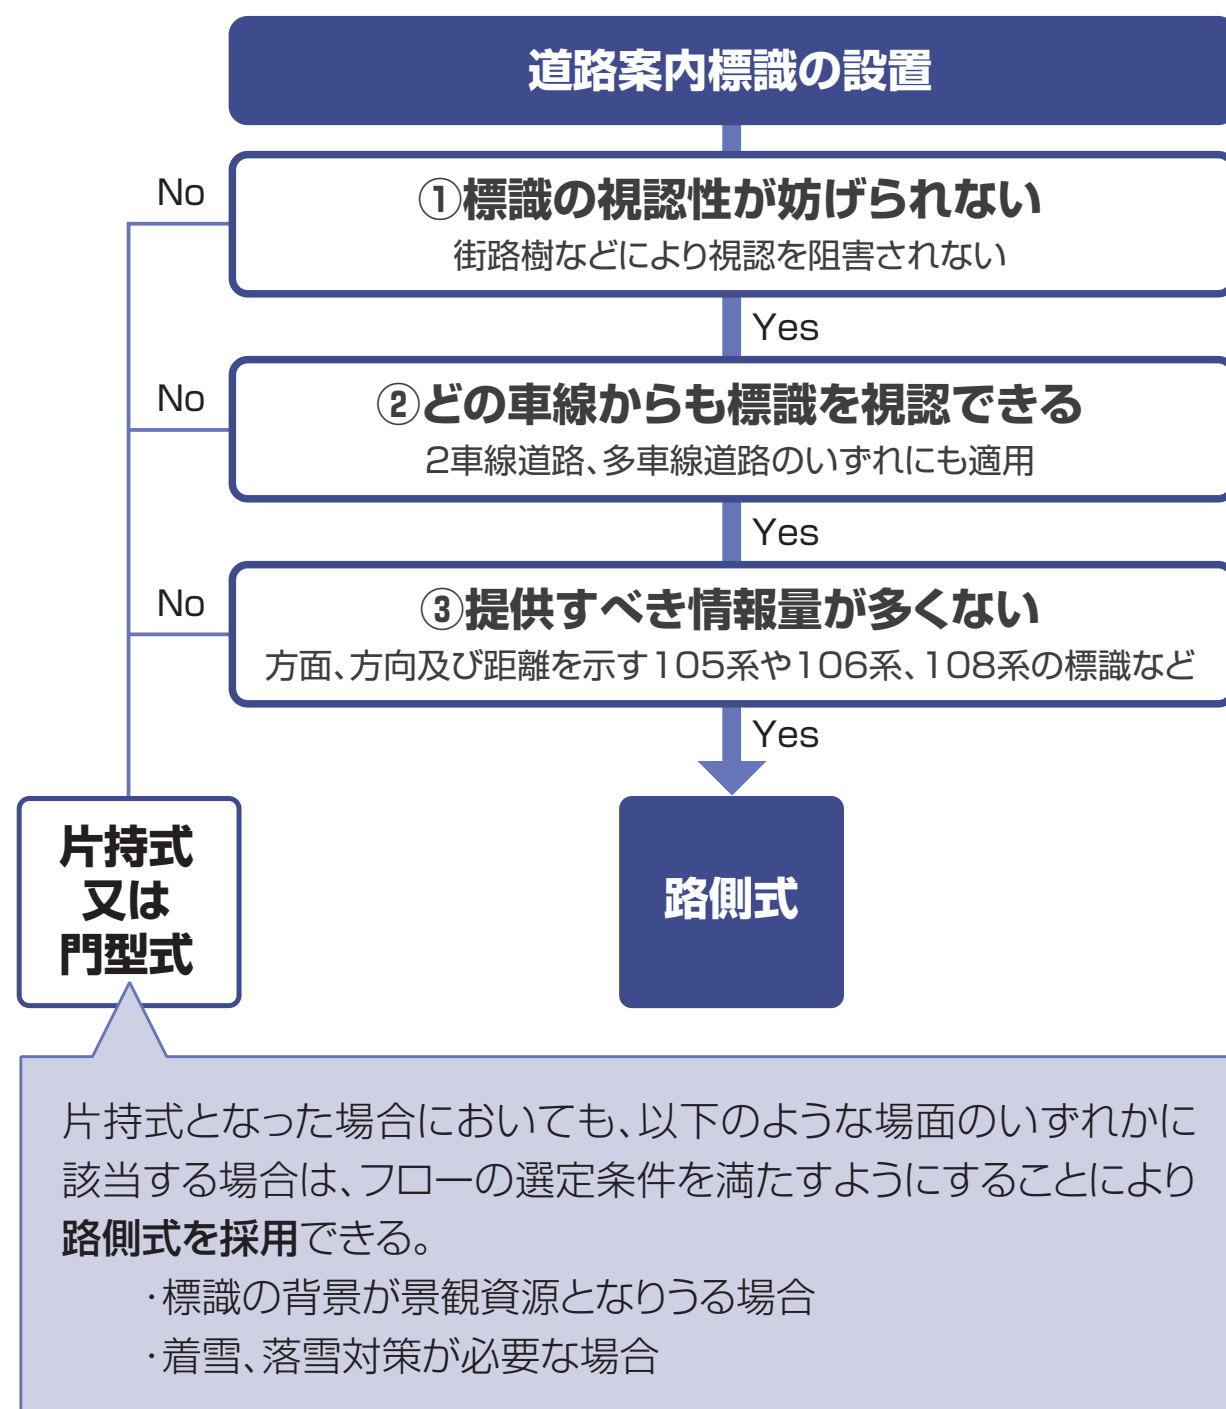 道路案内標識の設置
No
①標識の視認性が妨げられない
街路樹などにより視認を阻害されない
Yes
No
②どの車線からも標識を視認できる
2車線道路、多車線道路のいずれにも適用
Yes
No
③提供すべき情報量が多くない
方面、方向及び距離を示す105系や106系、108系の標識など
Yes
片持式
又は
門型式
路側式
片持式となった場合においても、以下のような場面のいずれかに
該当する場合は、フローの選定条件を満たすようにすることにより
路側式を採用できる。
・標識の背景が景観資源となりうる場合
・着雪、落雪対策が必要な場合